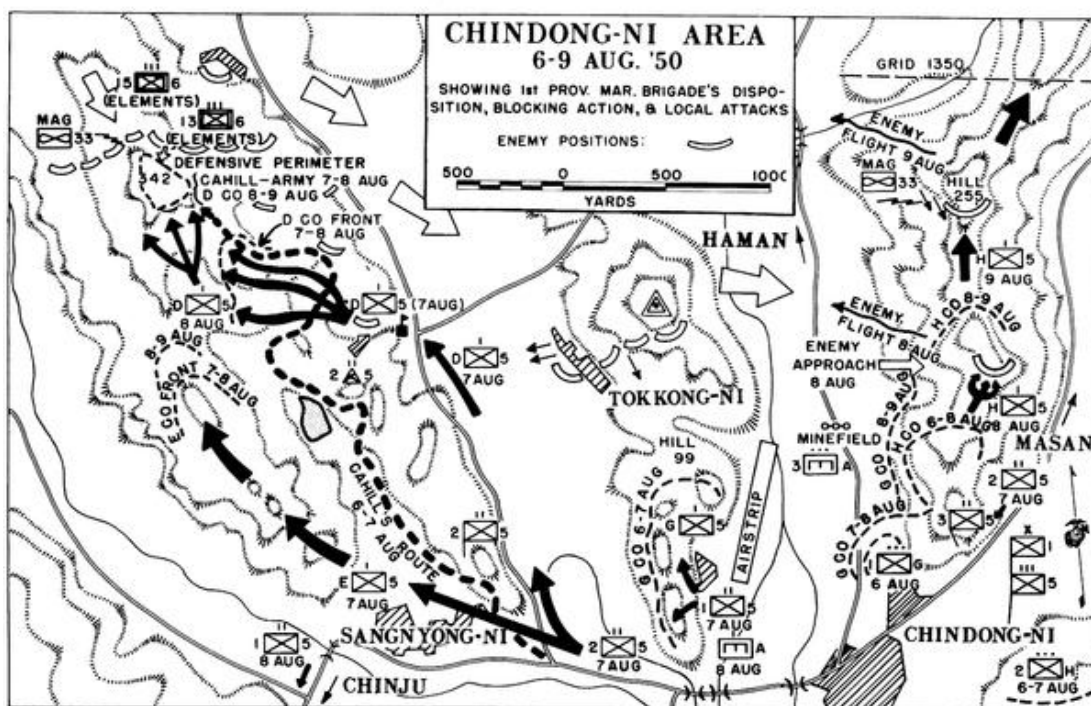 CHINDONG-NI AREA
6-9 AUG. '50
SHOWING 1st PROV. MAR. BRIGADE'S DISPO-
SITION, BLOCKING ACTION, & LOCAL ATTACKS
ENEMY POSITIONS:
500 0 500 1000
YARDS
GRID 1350
15 6
(ELEMENTS)
13 6
(ELEMENTS)
MAG 33
DEFENSIVE PERIMETER
CAHILL-ARMY 7-8 AUG
D CO 8-9 AUG
342
D CO FRONT
7-8 AUG
D 5 (7AUG)
D 5
8 AUG
D 5
7 AUG
2 5
E CO FRONT 7-8 AUG
8-9 AUG
CAHILL'S ROUTE
6-7 AUG
2 5
E 5
7 AUG
SANGNYONG-NI
1 5
8 AUG
CHINJU
2 5
7 AUG
HAMAN
TOKKONG-NI
HILL
99
G CO 6-7 AUG
G 5
AIRSTRIP
1 5
7 AUG
A
8 AUG
ENEMY
FLIGHT 9 AUG
MAG
33
HILL
255
H 5
9 AUG
ENEMY
FLIGHT 8 AUG
H CO 8-9 AUG
ENEMY
APPROACH
8 AUG
H 5
8 AUG
MINEFIELD
3 A
G CO 8-9 AUG
H CO 6-8 AUG
MASAN
2 5
7 AUG
3 5
G CO 7-8 AUG
G
6 AUG
X
1
5
CHINDONG-NI
2 H
6-7 AUG